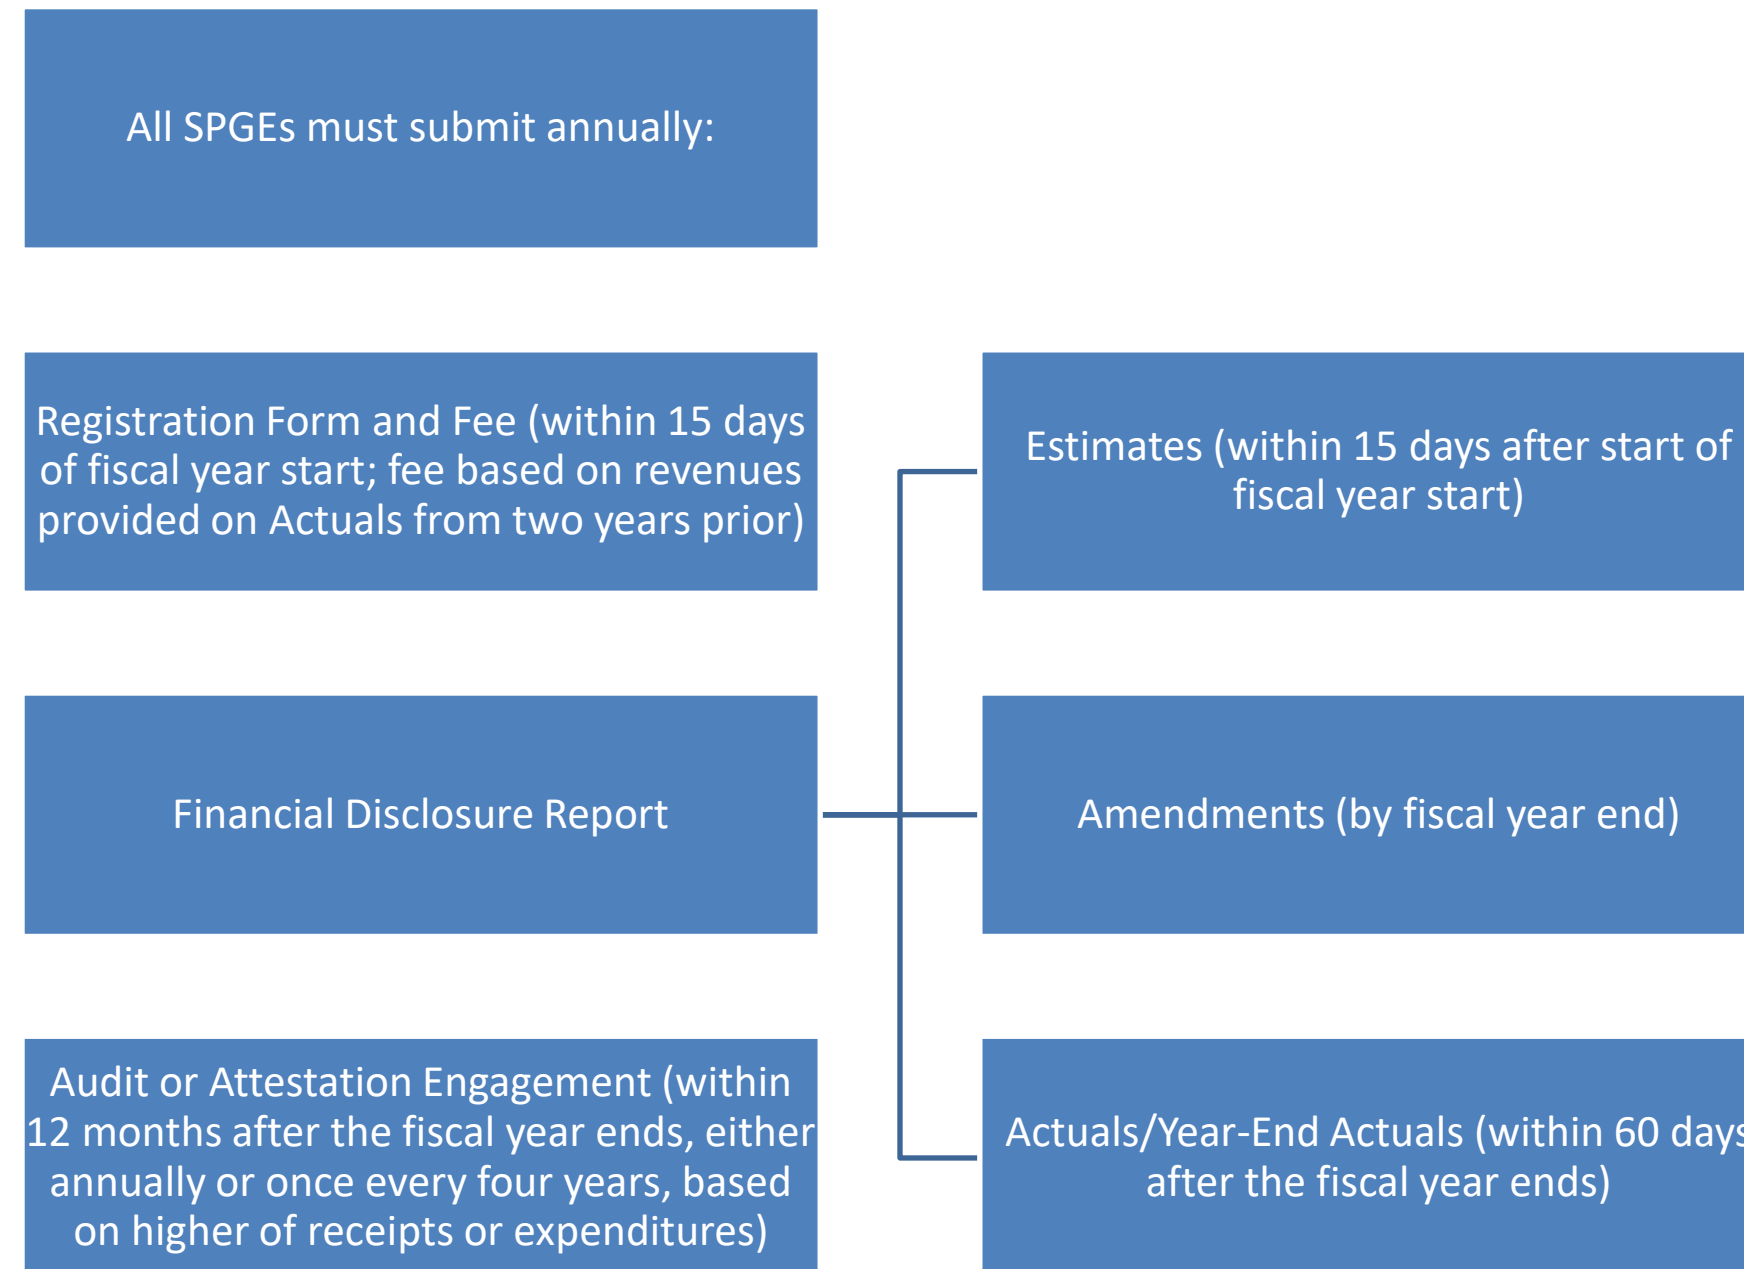 All SPGEs must submit annually:
Registration Form and Fee (within 15 days
of fiscal year start; fee based on revenues
provided on Actuals from two years prior)
Estimates (within 15 days after start of
fiscal year start)
Financial Disclosure Report
Amendments (by fiscal year end)
Audit or Attestation Engagement (within
12 months after the fiscal year ends, either
annually or once every four years, based
on higher of receipts or expenditures)
Actuals/Year-End Actuals (within 60 days
after the fiscal year ends)